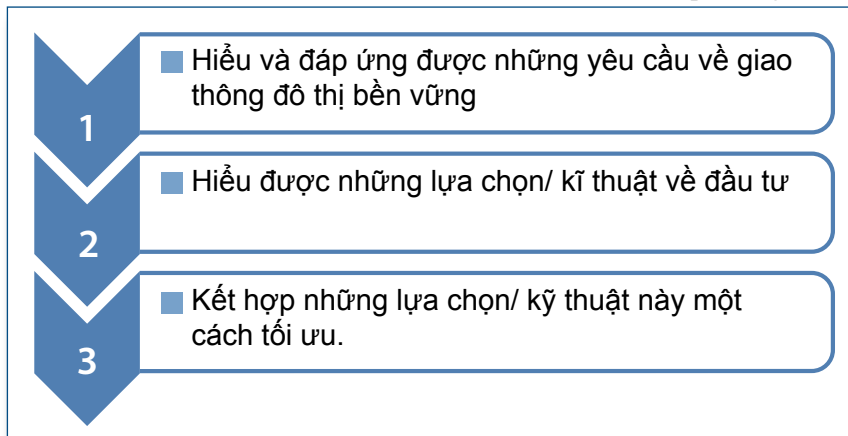 1
Hiểu và đáp ứng được những yêu cầu về giao
thông đô thị bền vững
2
Hiểu được những lựa chọn/ kĩ thuật về đầu tư
3
Kết hợp những lựa chọn/ kỹ thuật này một
cách tối ưu.